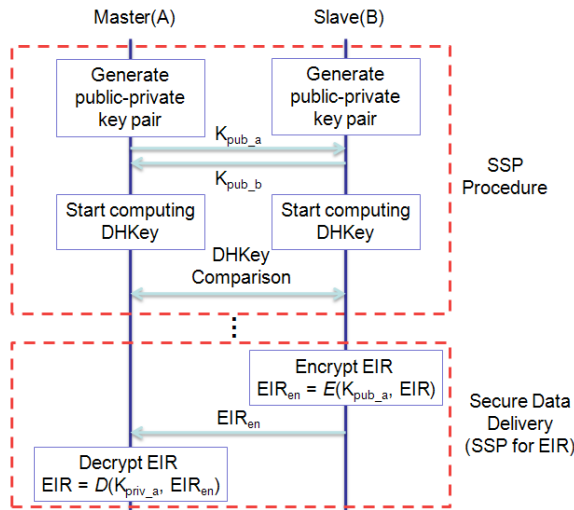 Master(A)
Slave(B)
Generate
public-private
key pair
Generate
public-private
key pair
K_pub_a
K_pub_b
SSP
Procedure
Start computing
DHKey
Start computing
DHKey
DHKey
Comparison
⋮
Encrypt EIR
EIR_en = E(K_pub_a, EIR)
EIR_en
Secure Data
Delivery
(SSP for EIR)
Decrypt EIR
EIR = D(K_priv_a, EIR_en)